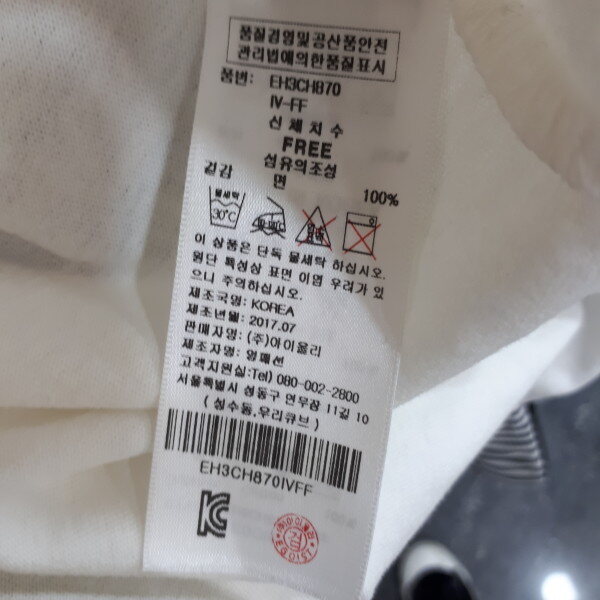 품질경영및공산품안전
관리법에의한품질표시
품번: EH3CH870
IV-FF
신체치수
FREE
섬유의조성
겉감 면 100%
물세탁
30℃
이 상품은 단독 물세탁 하십시오.
원단 특성상 표면 이염 우려가 있
으니 주의하십시오.
제조국명: KOREA
제조년월: 2017.07
판매자명: (주)아이올리
제조자명: 영패션
고객지원실:Tel) 080-002-2800
서울특별시 성동구 연무장 11길 10
(성수동,우리큐브)
EH3CH870IVFF